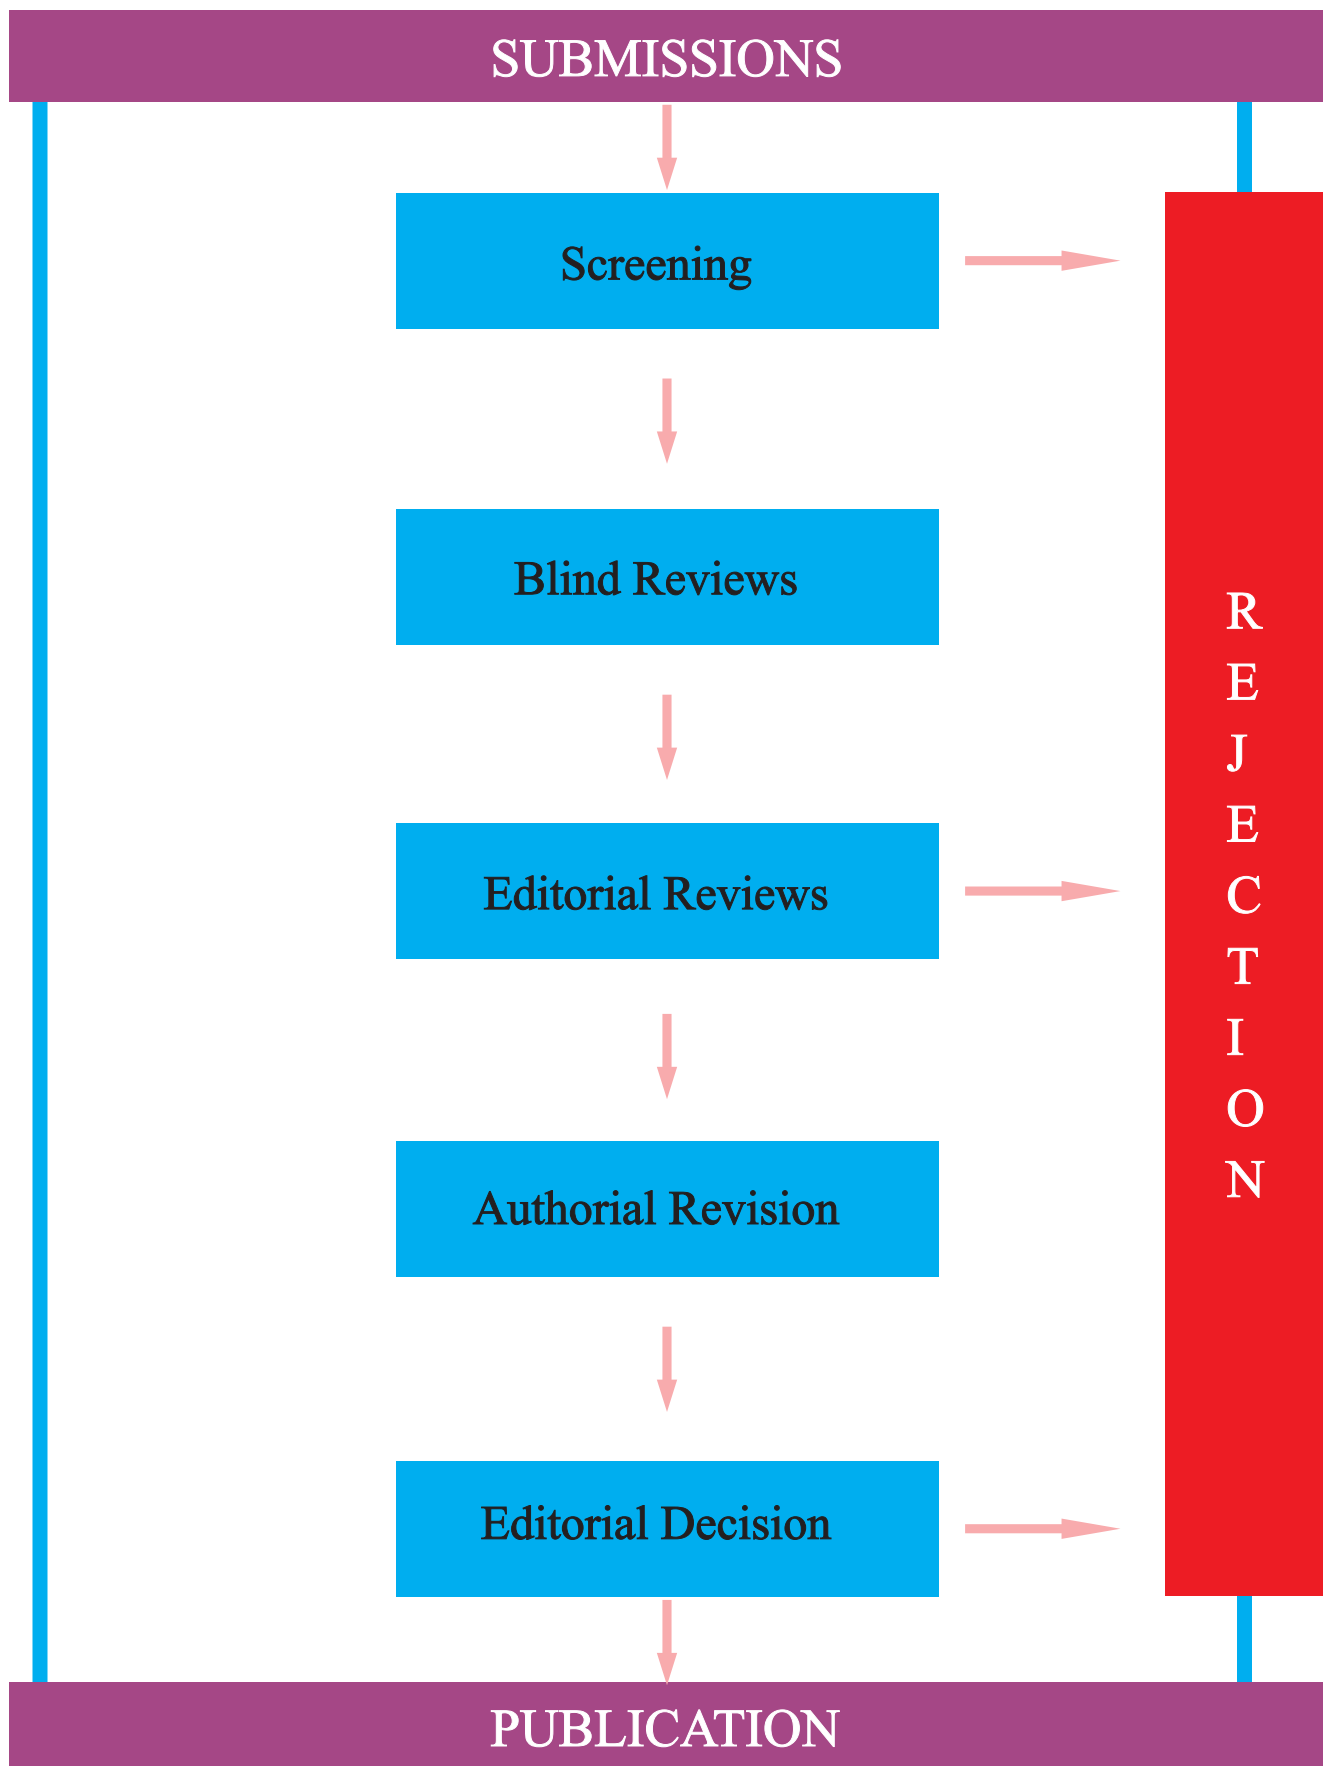 SUBMISSIONS
Screening
Blind Reviews
Editorial Reviews
Authorial Revision
Editorial Decision
R
E
J
E
C
T
I
O
N
PUBLICATION